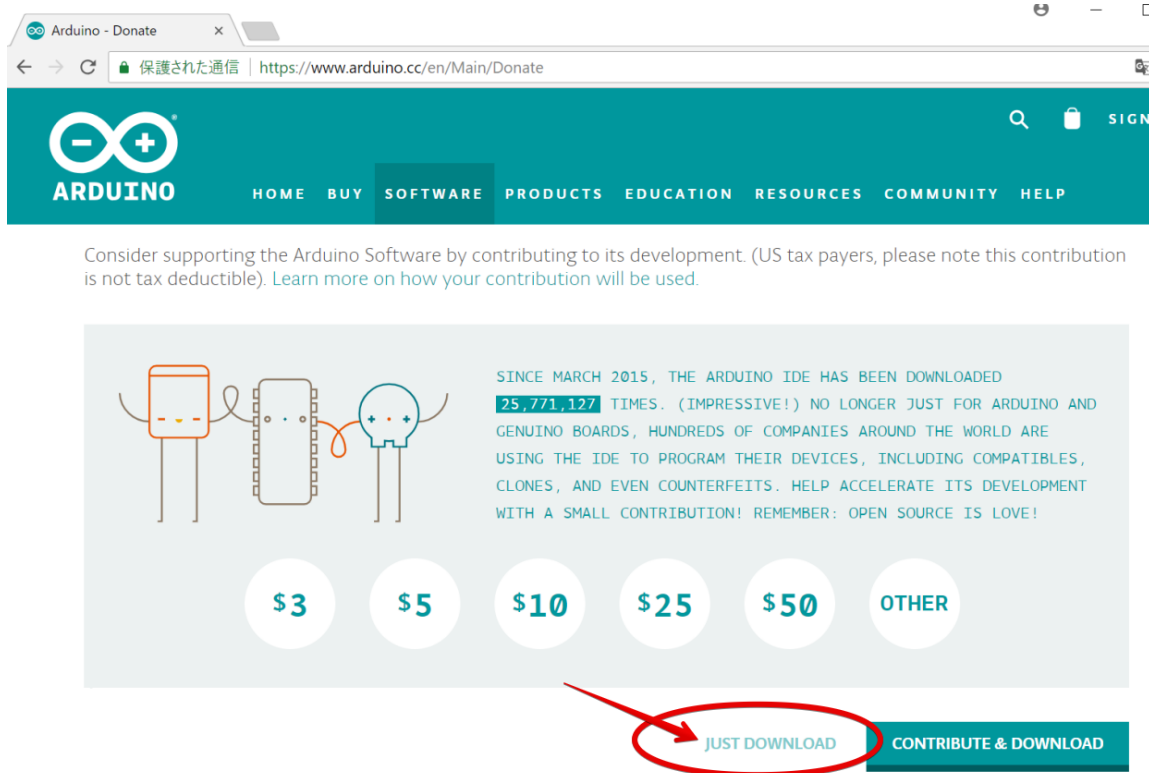 Arduino - Donate
保護された通信 https://www.arduino.cc/en/Main/Donate
SIGN
ARDUINO
HOME BUY SOFTWARE PRODUCTS EDUCATION RESOURCES COMMUNITY HELP
Consider supporting the Arduino Software by contributing to its development. (US tax payers, please note this contribution
is not tax deductible). Learn more on how your contribution will be used.
SINCE MARCH 2015, THE ARDUINO IDE HAS BEEN DOWNLOADED
25,771,127 TIMES. (IMPRESSIVE!) NO LONGER JUST FOR ARDUINO AND
GENUINO BOARDS, HUNDREDS OF COMPANIES AROUND THE WORLD ARE
USING THE IDE TO PROGRAM THEIR DEVICES, INCLUDING COMPATIBLES,
CLONES, AND EVEN COUNTERFEITS. HELP ACCELERATE ITS DEVELOPMENT
WITH A SMALL CONTRIBUTION! REMEMBER: OPEN SOURCE IS LOVE!
$3 $5 $10 $25 $50 OTHER
JUST DOWNLOAD CONTRIBUTE & DOWNLOAD